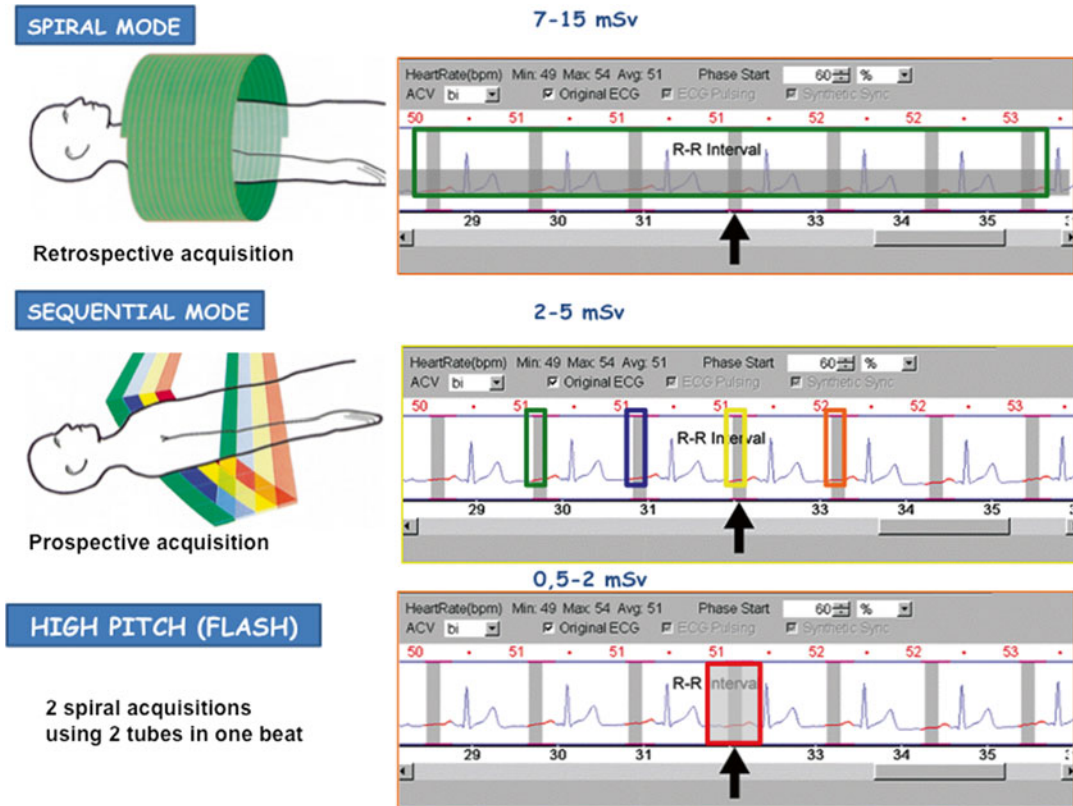 SPIRAL MODE
7-15 mSv
HeartRate(bpm) Min: 49 Max: 54 Avg: 51 Phase Start 60 %
ACV bi Original ECG ECG Pulsing Synthetic Sync
50 51 51 51 52 52 53
R-R Interval
29 30 31 32 33 34 35
Retrospective acquisition
SEQUENTIAL MODE
2-5 mSv
HeartRate(bpm) Min: 49 Max: 54 Avg: 51 Phase Start 60 %
ACV bi Original ECG ECG Pulsing Synthetic Sync
50 51 51 51 52 52 53
R-R Interval
29 30 31 33 34 35
Prospective acquisition
0,5-2 mSv
HIGH PITCH (FLASH)
HeartRate(bpm) Min: 49 Max: 54 Avg: 51 Phase Start 60 %
ACV bi Original ECG ECG Pulsing Synthetic Sync
50 51 51 51 52 52 53
R-R Interval
29 30 31 32 33 34 35
2 spiral acquisitions
using 2 tubes in one beat